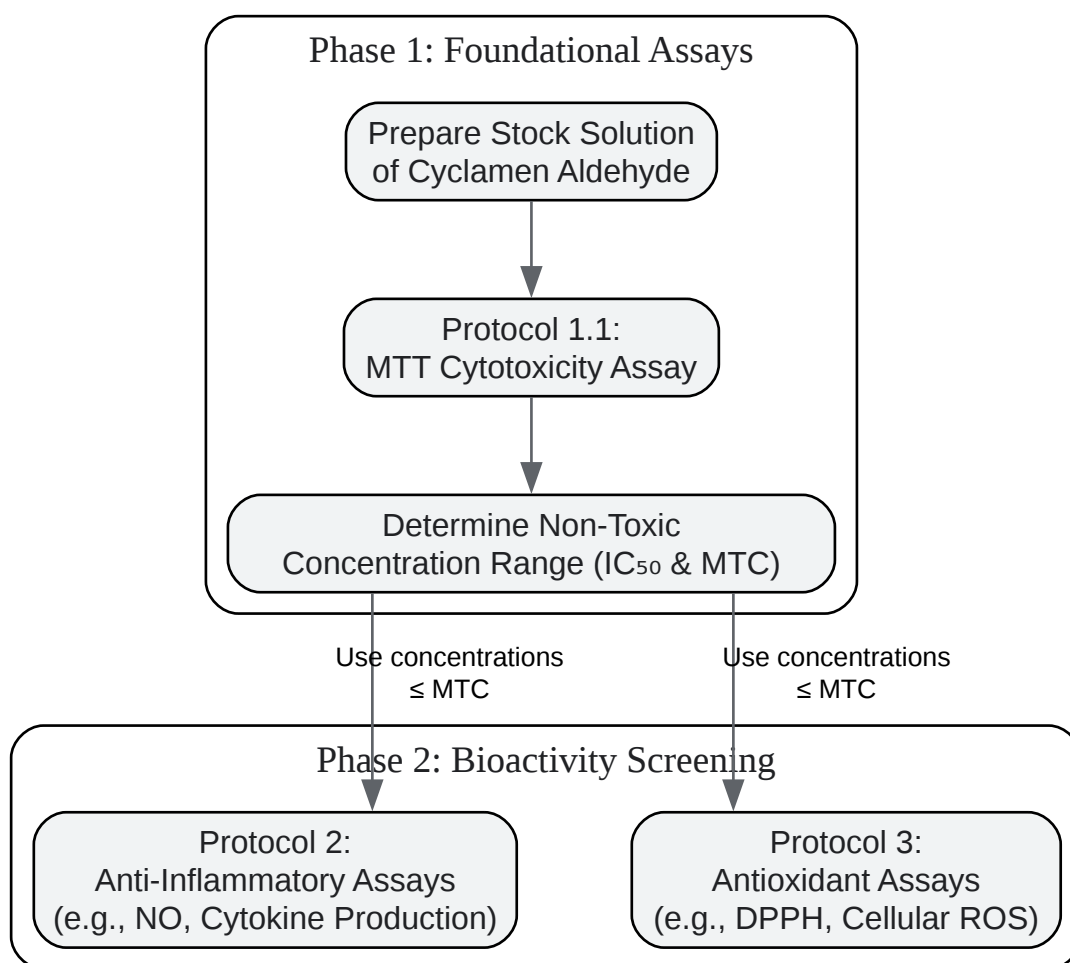 Phase 1: Foundational Assays
Prepare Stock Solution
of Cyclamen Aldehyde
Protocol 1.1:
MTT Cytotoxicity Assay
Determine Non-Toxic
Concentration Range (IC₅₀ & MTC)
Use concentrations
≤ MTC
Use concentrations
≤ MTC
Phase 2: Bioactivity Screening
Protocol 2:
Anti-Inflammatory Assays
(e.g., NO, Cytokine Production)
Protocol 3:
Antioxidant Assays
(e.g., DPPH, Cellular ROS)